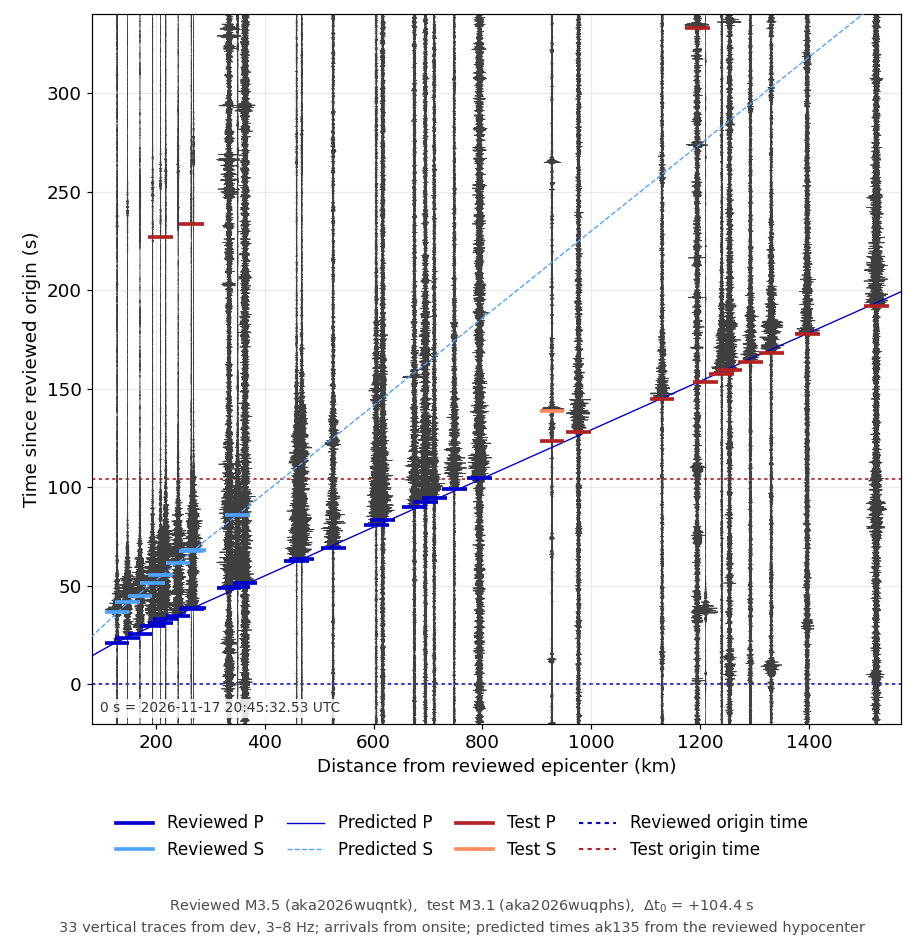 300
250
200
150
100
50
0
Time since reviewed origin (s)
0 s = 2026-11-17 20:45:32.53 UTC
200 400 600 800 1000 1200 1400
Distance from reviewed epicenter (km)
Reviewed P Predicted P Test P Reviewed origin time
Reviewed S Predicted S Test S Test origin time
Reviewed M3.5 (aka2026wuqntk), test M3.1 (aka2026wuqphs), Δt₀ = +104.4 s
33 vertical traces from dev, 3–8 Hz; arrivals from onsite; predicted times ak135 from the reviewed hypocenter